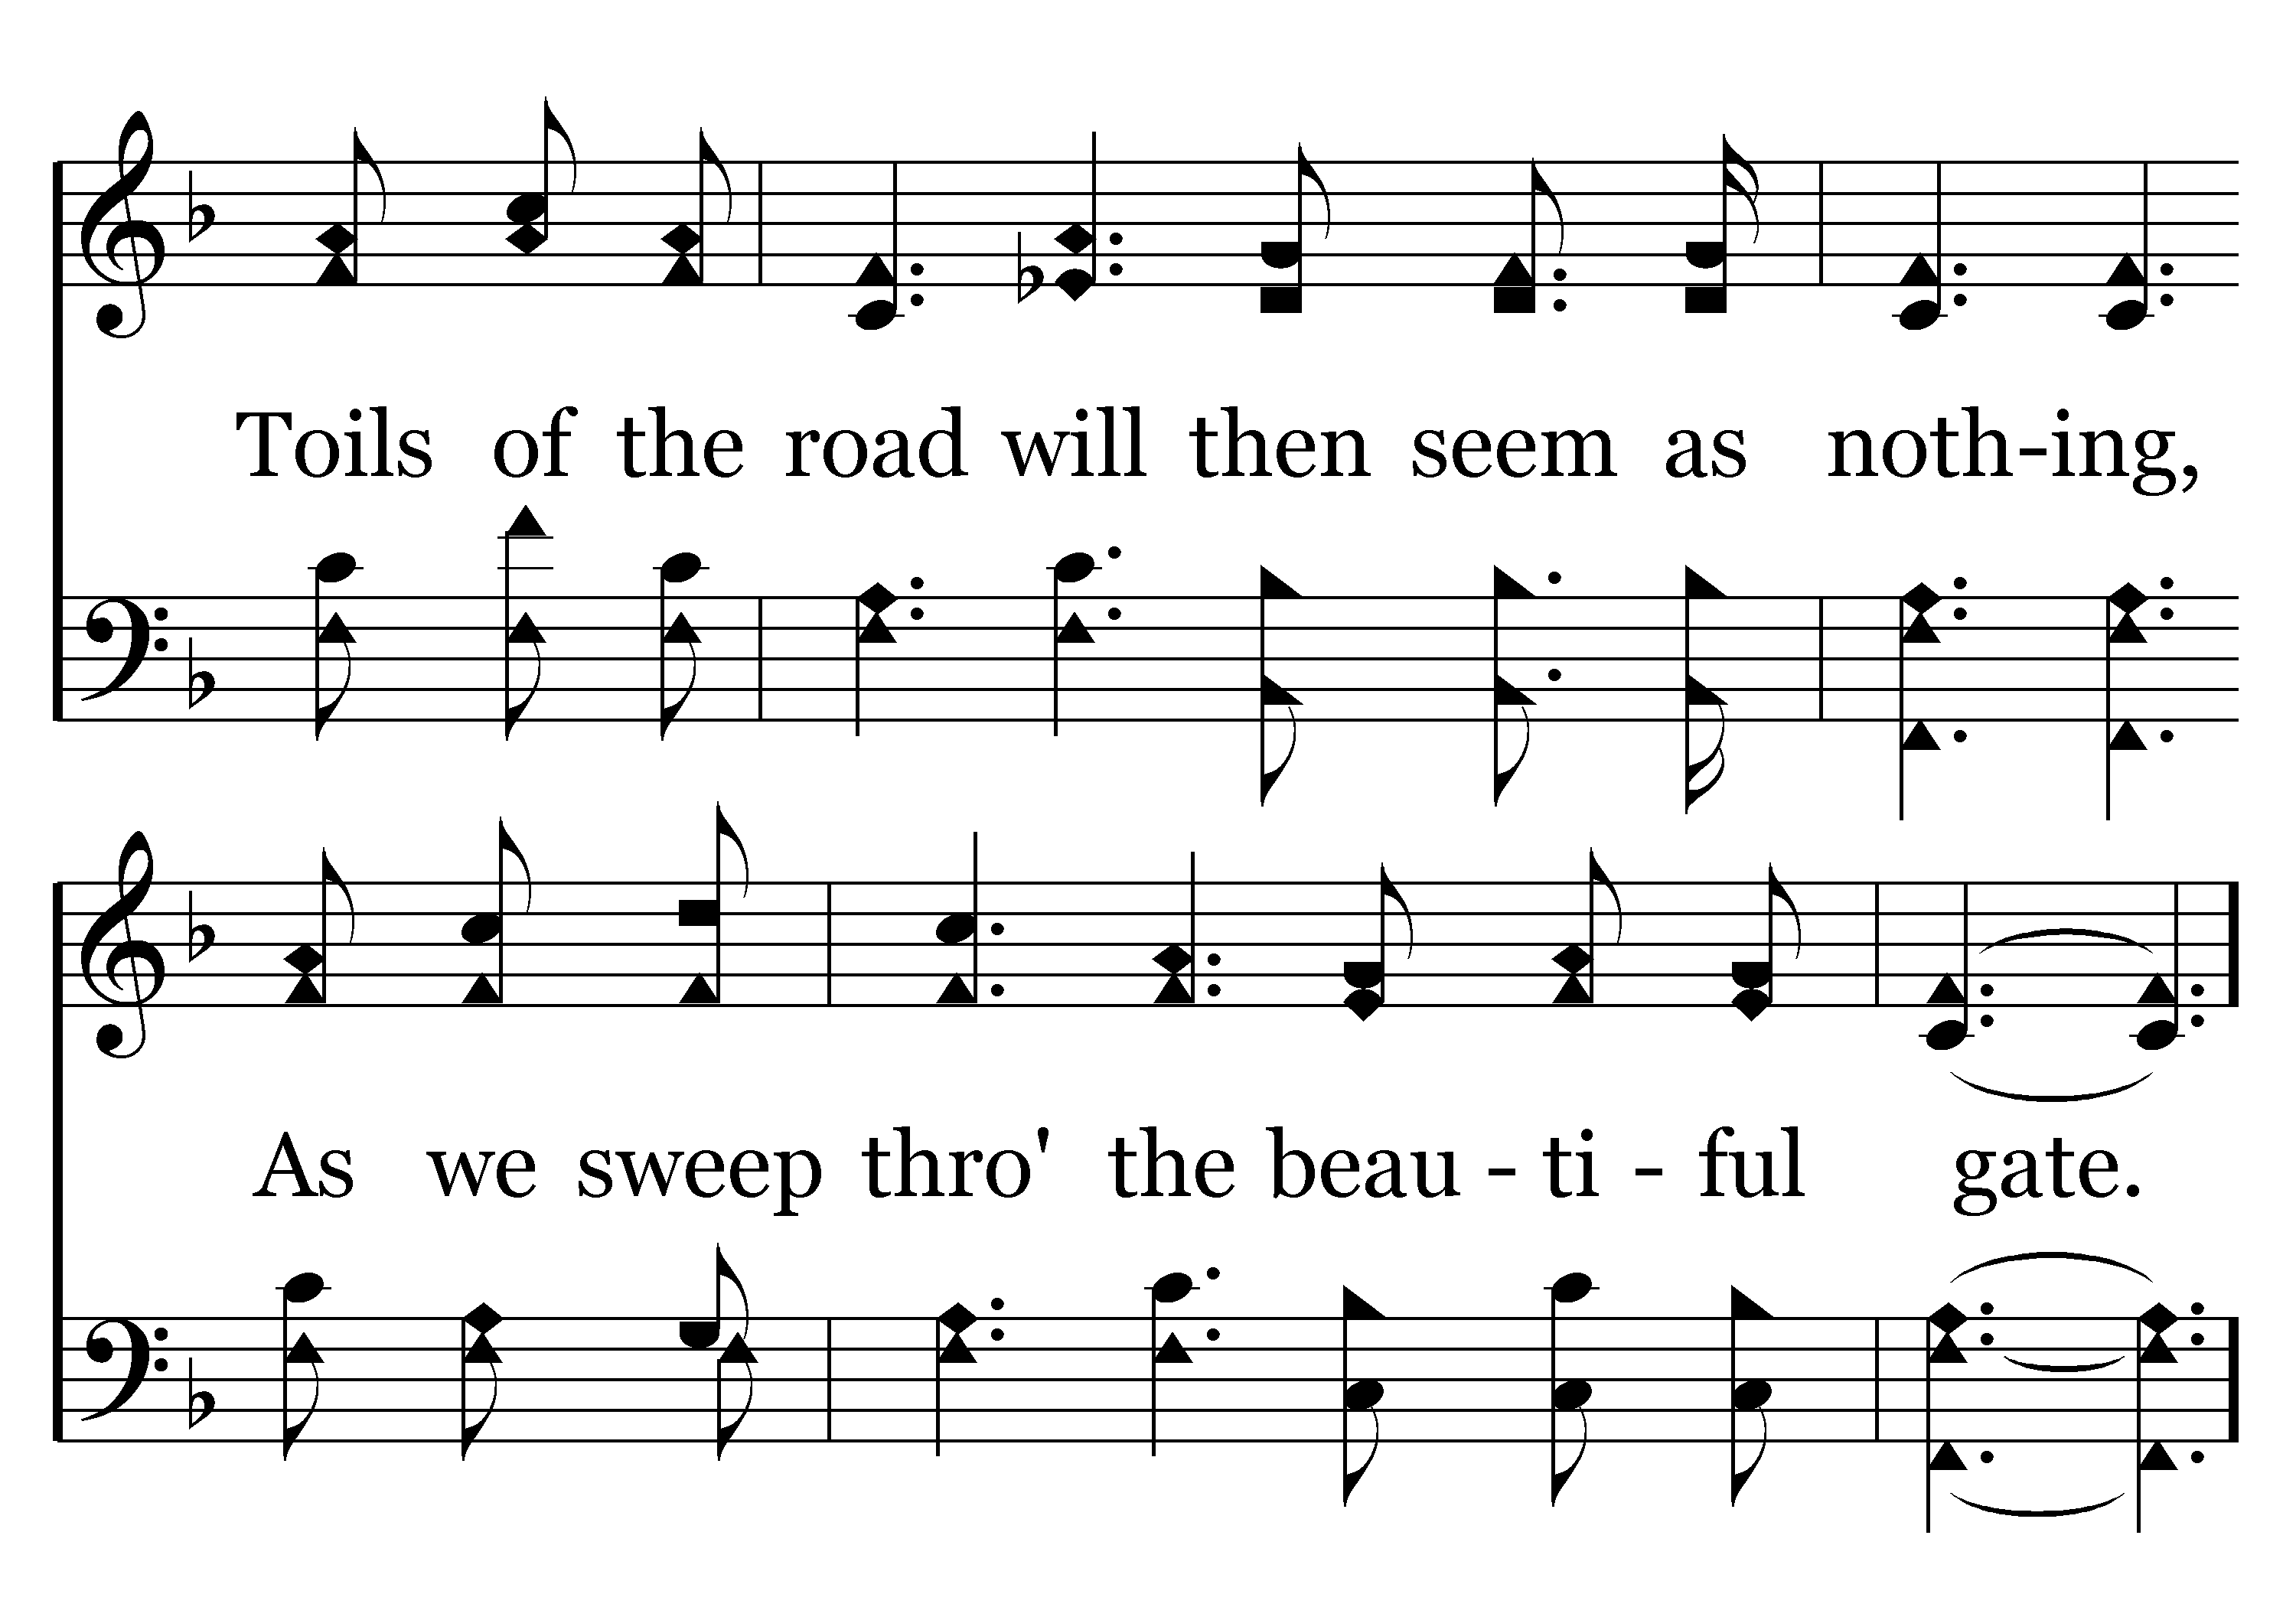 Toils of the road will then seem as noth-ing,
As we sweep thro' the beau - ti - ful gate.